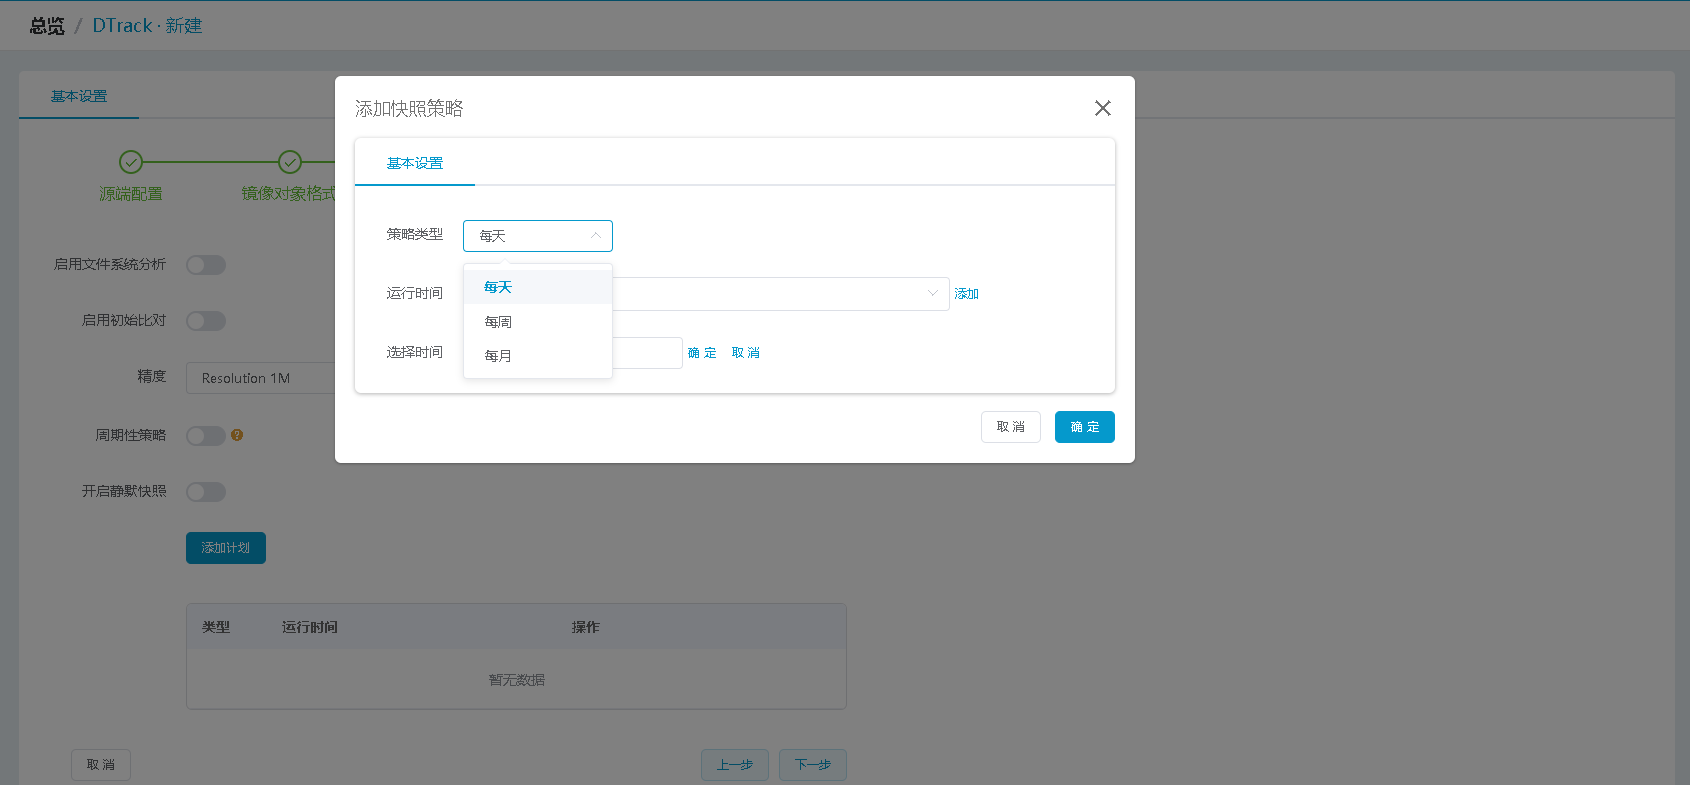 总览 / DTrack · 新建
基本设置
源端配置
镜像对象格式
启用文件系统分析
启用初始比对
精度 Resolution 1M
周期性策略 ?
开启静默快照
添加计划
类型 运行时间 操作
暂无数据
取消 上一步 下一步
添加快照策略
基本设置
策略类型 每天
每天
每周
每月
运行时间 添加
选择时间 确定 取消
取消 确定